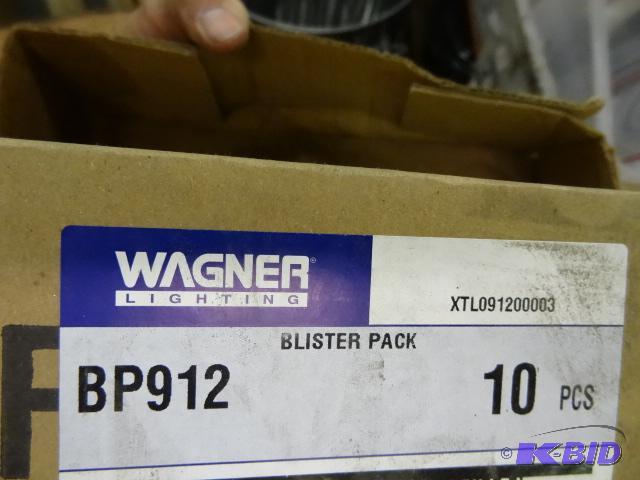 WAGNER®
LIGHTING
XTL091200003
BLISTER PACK
BP912
10 PCS
© K-BID